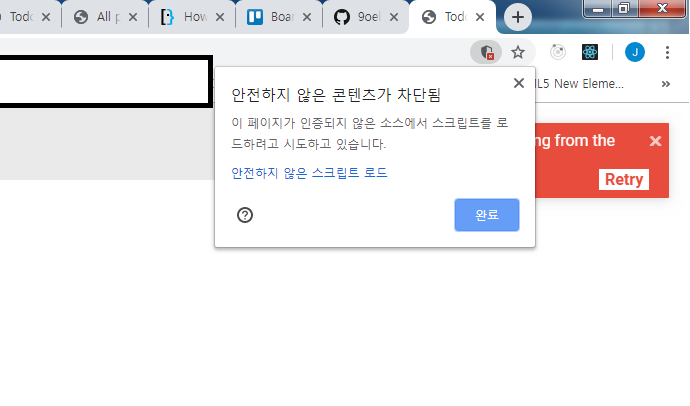 Todo
All p
How
Boar
9oel
Todo
J
IL5 New Eleme...
»
안전하지 않은 콘텐츠가 차단됨
이 페이지가 인증되지 않은 소스에서 스크립트를 로
드하려고 시도하고 있습니다.
안전하지 않은 스크립트 로드
완료
ng from the
Retry